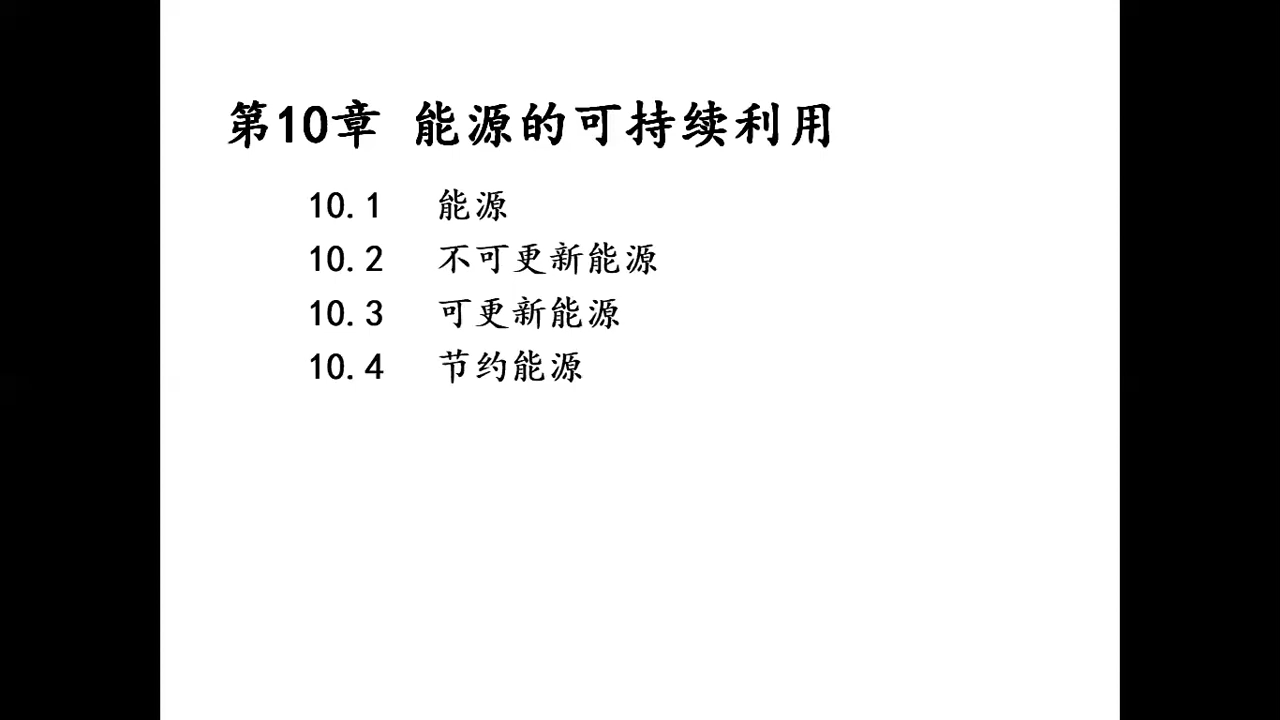 第10章 能源的可持续利用
10.1 能源
10.2 不可更新能源
10.3 可更新能源
10.4 节约能源